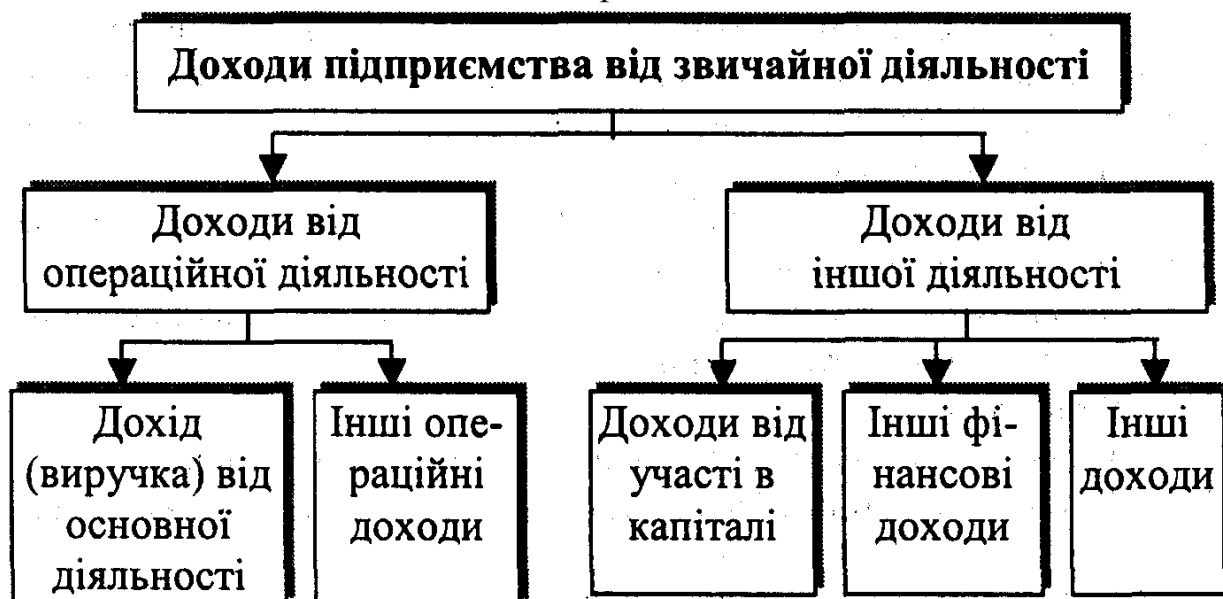 Доходи підприємства від звичайної діяльності
Доходи від
операційної діяльності
Доходи від
іншої діяльності
Дохід
(виручка) від
основної
діяльності
Інші опе-
раційні
доходи
Доходи від
участі в
капіталі
Інші фі-
нансові
доходи
Інші
доходи